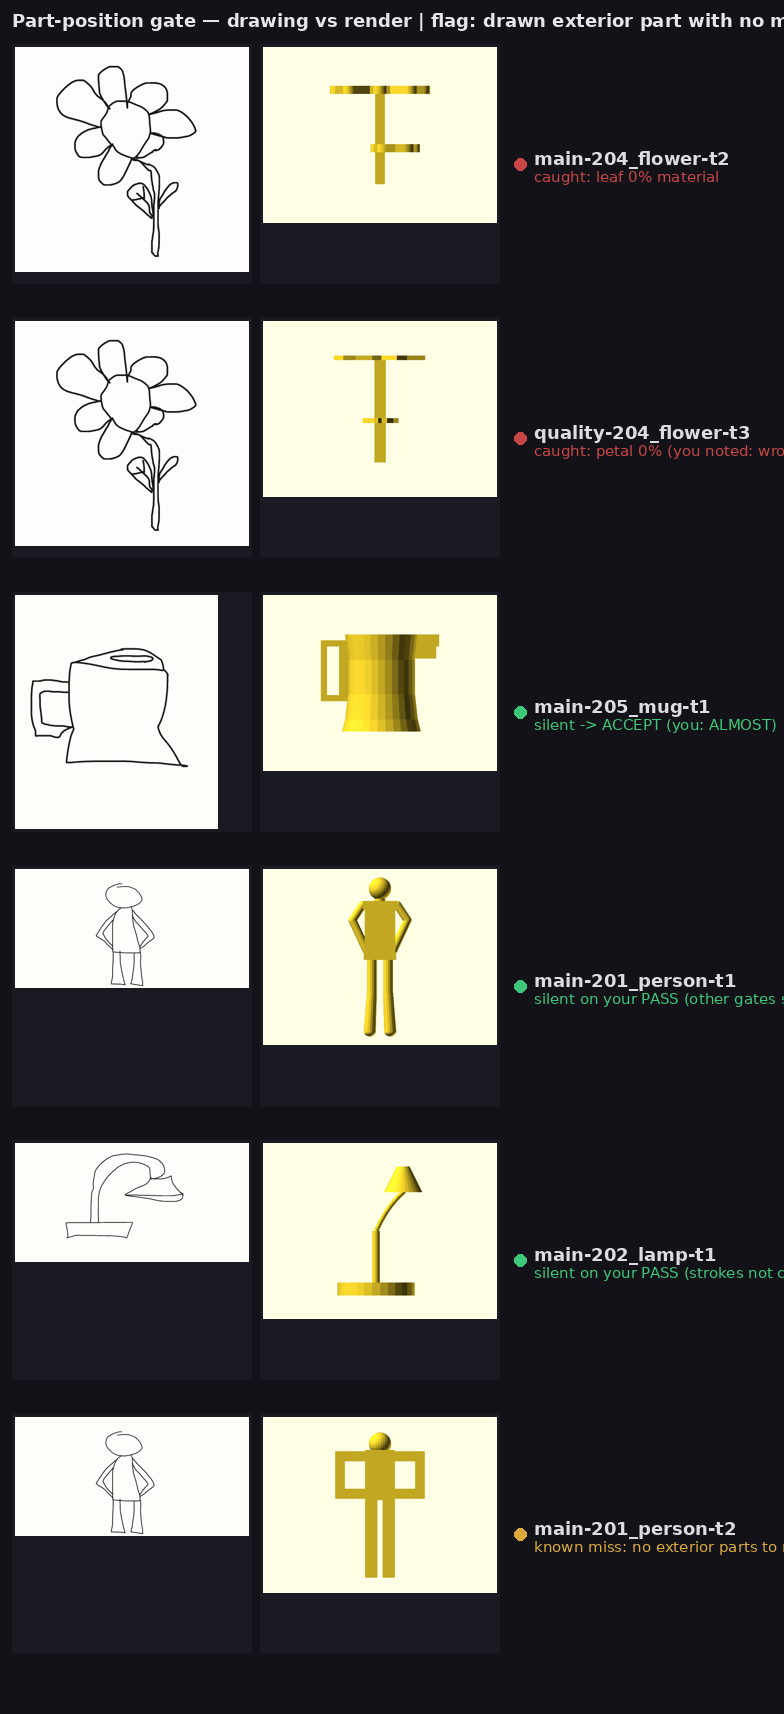 Part-position gate — drawing vs render | flag: drawn exterior part with no m
main-204_flower-t2
caught: leaf 0% material
quality-204_flower-t3
caught: petal 0% (you noted: wro
main-205_mug-t1
silent -> ACCEPT (you: ALMOST)
main-201_person-t1
silent on your PASS (other gates s
main-202_lamp-t1
silent on your PASS (strokes not c
main-201_person-t2
known miss: no exterior parts to